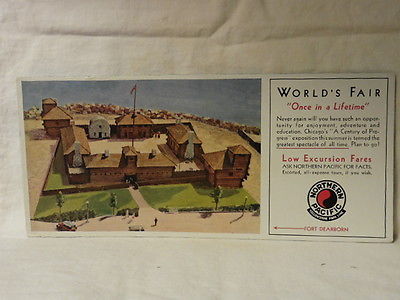 WORLD'S FAIR
"Once in a Lifetime"
Never again will you have such an oppor-
tunity for enjoyment, adventure and
education. Chicago's "A Century of Pro-
gress" exposition this summer is termed the
greatest spectacle of all time. Plan to go!
Low Excursion Fares
ASK NORTHERN PACIFIC FOR FACTS.
Escorted, all-expense tours, if you wish.
NORTHERN
PACIFIC
FORT DEARBORN